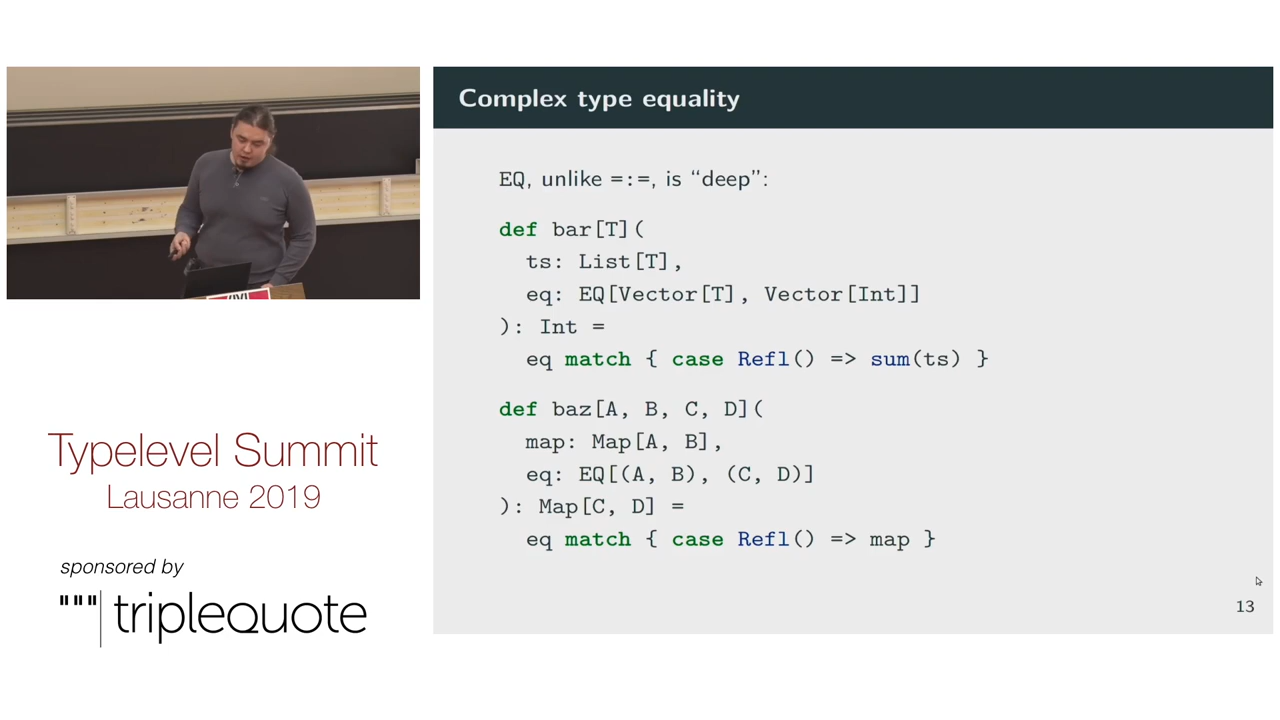 Complex type equality
EQ, unlike =:=, is “deep”:
def bar[T](
ts: List[T],
eq: EQ[Vector[T], Vector[Int]]
): Int =
eq match { case Refl() => sum(ts) }
def baz[A, B, C, D](
map: Map[A, B],
eq: EQ[(A, B), (C, D)]
): Map[C, D] =
eq match { case Refl() => map }
13
Typelevel Summit
Lausanne 2019
sponsored by
"""|triplequote